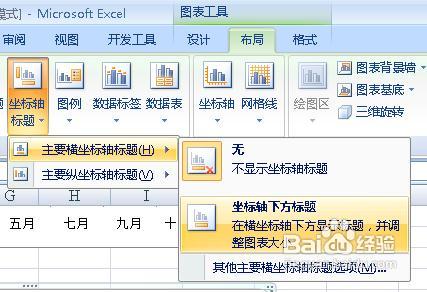 模式] - Microsoft Excel
图表工具
审阅 视图 开发工具 设计 布局 格式
坐标轴标题 图例 数据标签 数据表 坐标轴 网格线 绘图区 图表背景墙
图表基底
三维旋转
主要横坐标轴标题(H)
主要纵坐标轴标题(V)
无
不显示坐标轴标题
坐标轴下方标题
在横坐标轴下方显示标题，并调
整图表大小
其他主要横坐标轴标题选项(M)...
G H
五月 七月 九月 十
Bai 经验